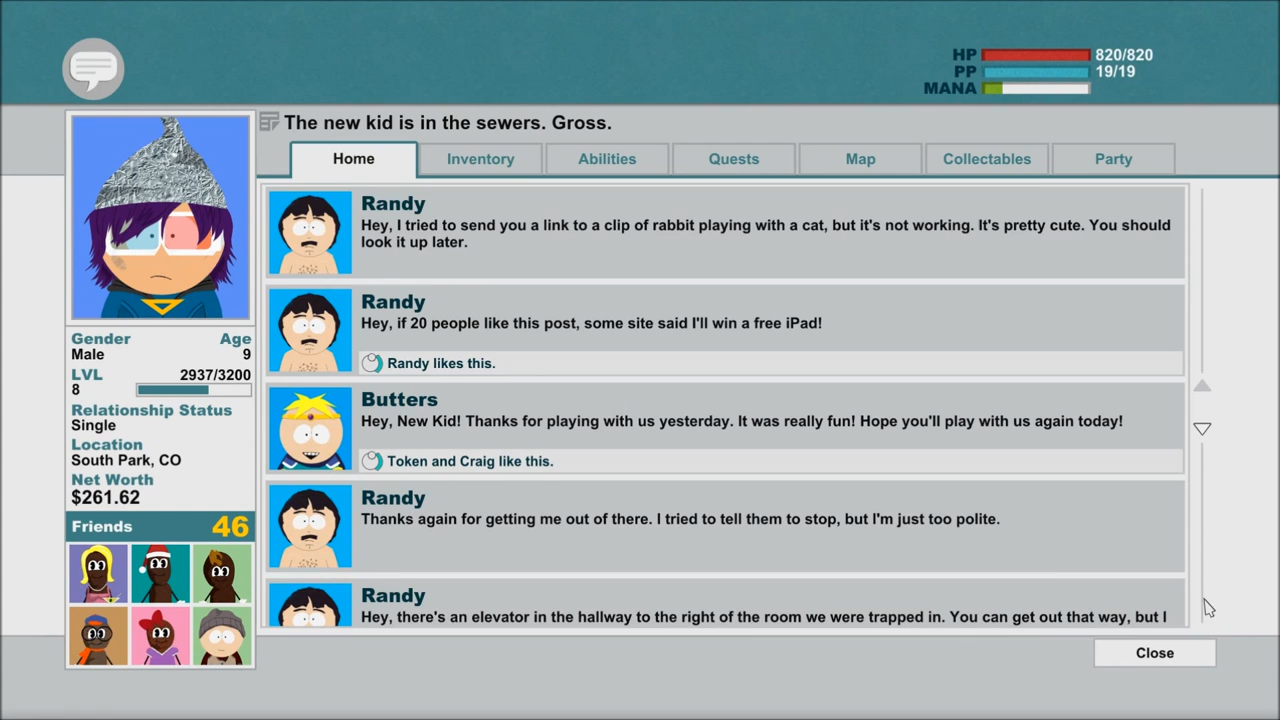 HP 820/820
PP 19/19
MANA
The new kid is in the sewers. Gross.
Home Inventory Abilities Quests Map Collectables Party
Gender Age
Male 9
LVL 2937/3200
8
Relationship Status
Single
Location
South Park, CO
Net Worth
$261.62
Friends 46
Randy
Hey, I tried to send you a link to a clip of rabbit playing with a cat, but it's not working. It's pretty cute. You should
look it up later.
Randy
Hey, if 20 people like this post, some site said I'll win a free iPad!
Randy likes this.
Butters
Hey, New Kid! Thanks for playing with us yesterday. It was really fun! Hope you'll play with us again today!
Token and Craig like this.
Randy
Thanks again for getting me out of there. I tried to tell them to stop, but I'm just too polite.
Randy
Hey, there's an elevator in the hallway to the right of the room we were trapped in. You can get out that way, but I
Close